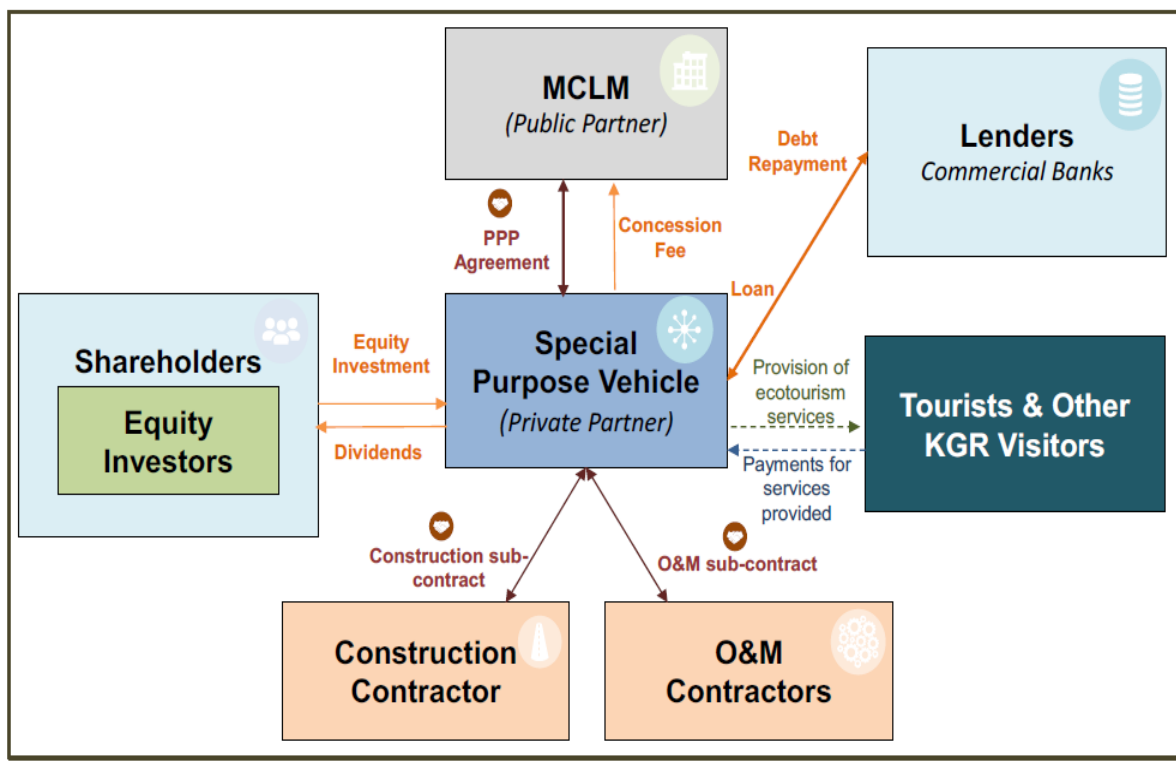 MCLM
(Public Partner)
Debt
Repayment
Lenders
Commercial Banks
PPP
Agreement
Concession
Fee
Loan
Shareholders
Equity
Investors
Equity
Investment
Dividends
Special
Purpose Vehicle
(Private Partner)
Provision of
ecotourism
services
Payments for
services
provided
Tourists & Other
KGR Visitors
Construction sub-
contract
O&M sub-contract
Construction
Contractor
O&M
Contractors